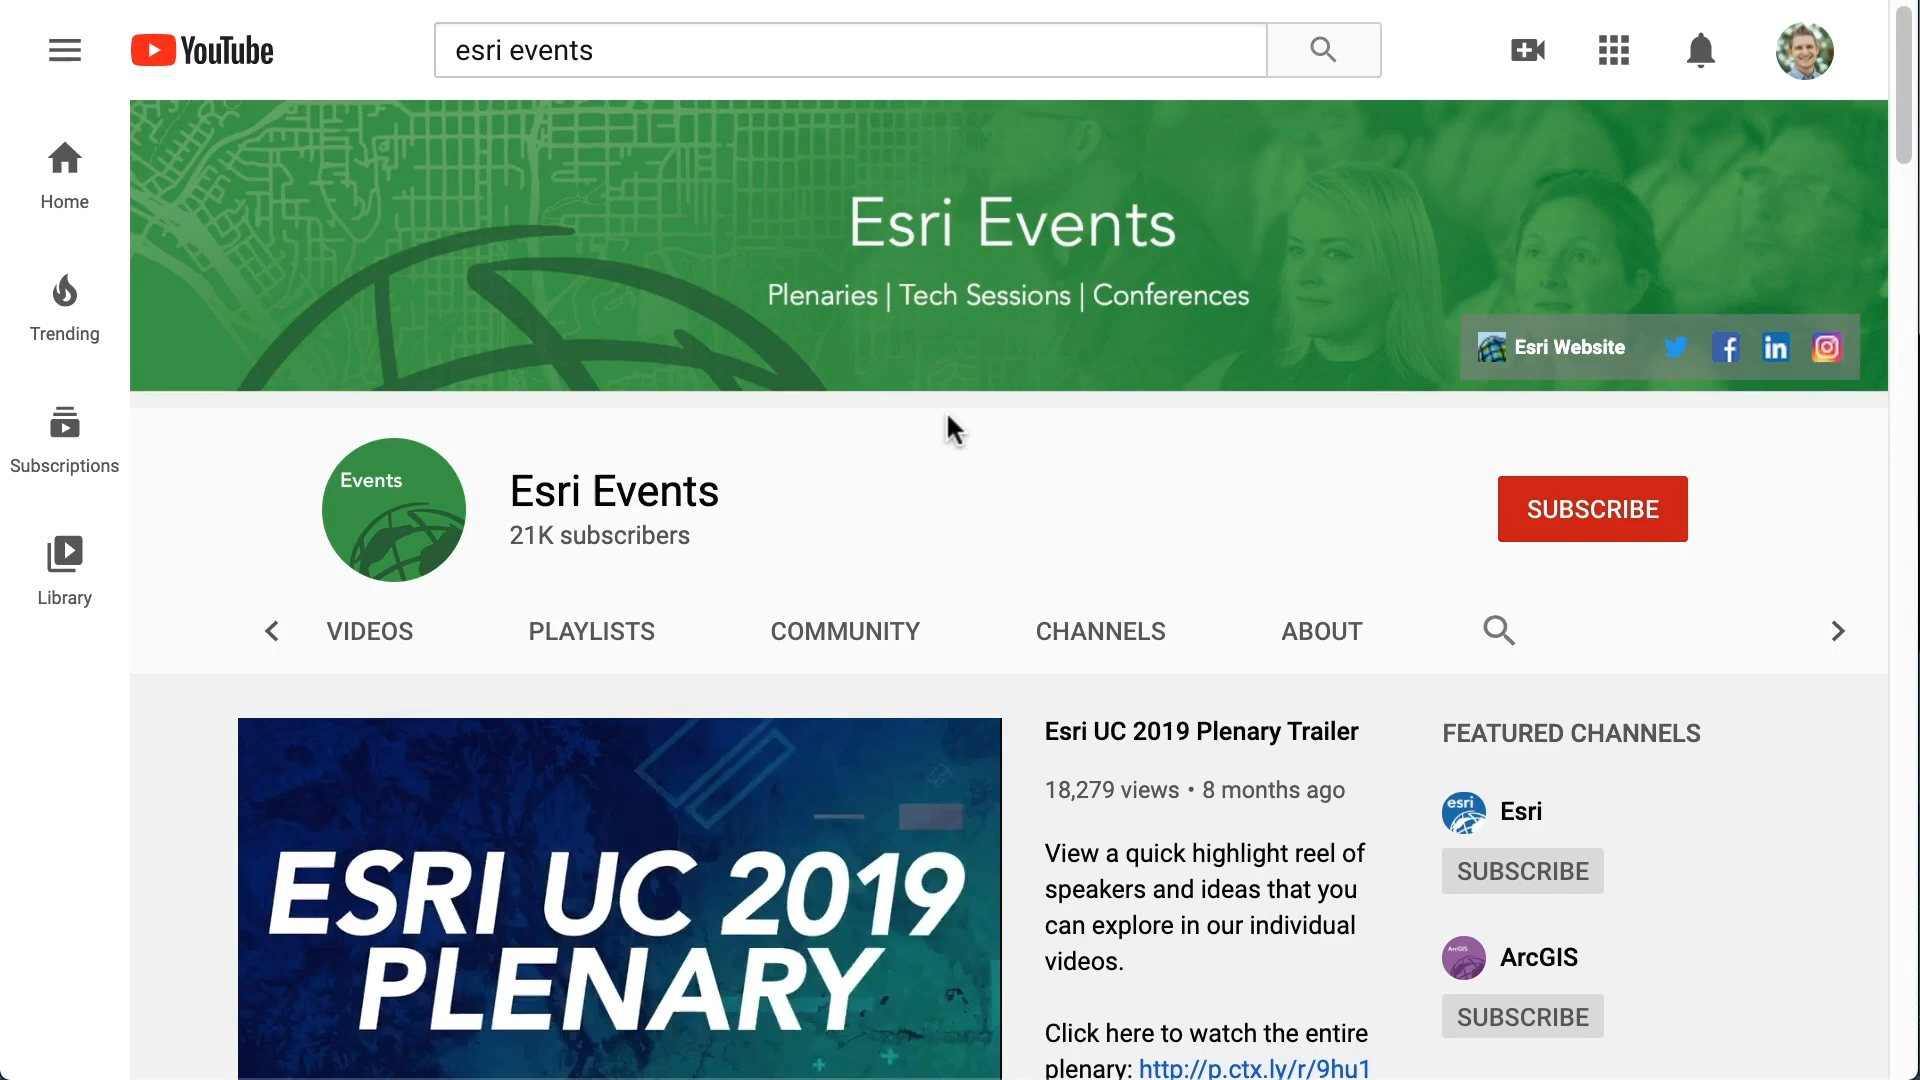 YouTube
esri events
Home
Trending
Subscriptions
Library
Esri Events
Plenaries | Tech Sessions | Conferences
Esri Website
Events
Esri Events
21K subscribers
SUBSCRIBE
VIDEOS
PLAYLISTS
COMMUNITY
CHANNELS
ABOUT
ESRI UC 2019
PLENARY
Esri UC 2019 Plenary Trailer
18,279 views • 8 months ago
View a quick highlight reel of
speakers and ideas that you
can explore in our individual
videos.
Click here to watch the entire
plenary: http://p.ctx.ly/r/9hu1
FEATURED CHANNELS
esri
Esri
SUBSCRIBE
ArcGIS
ArcGIS
SUBSCRIBE